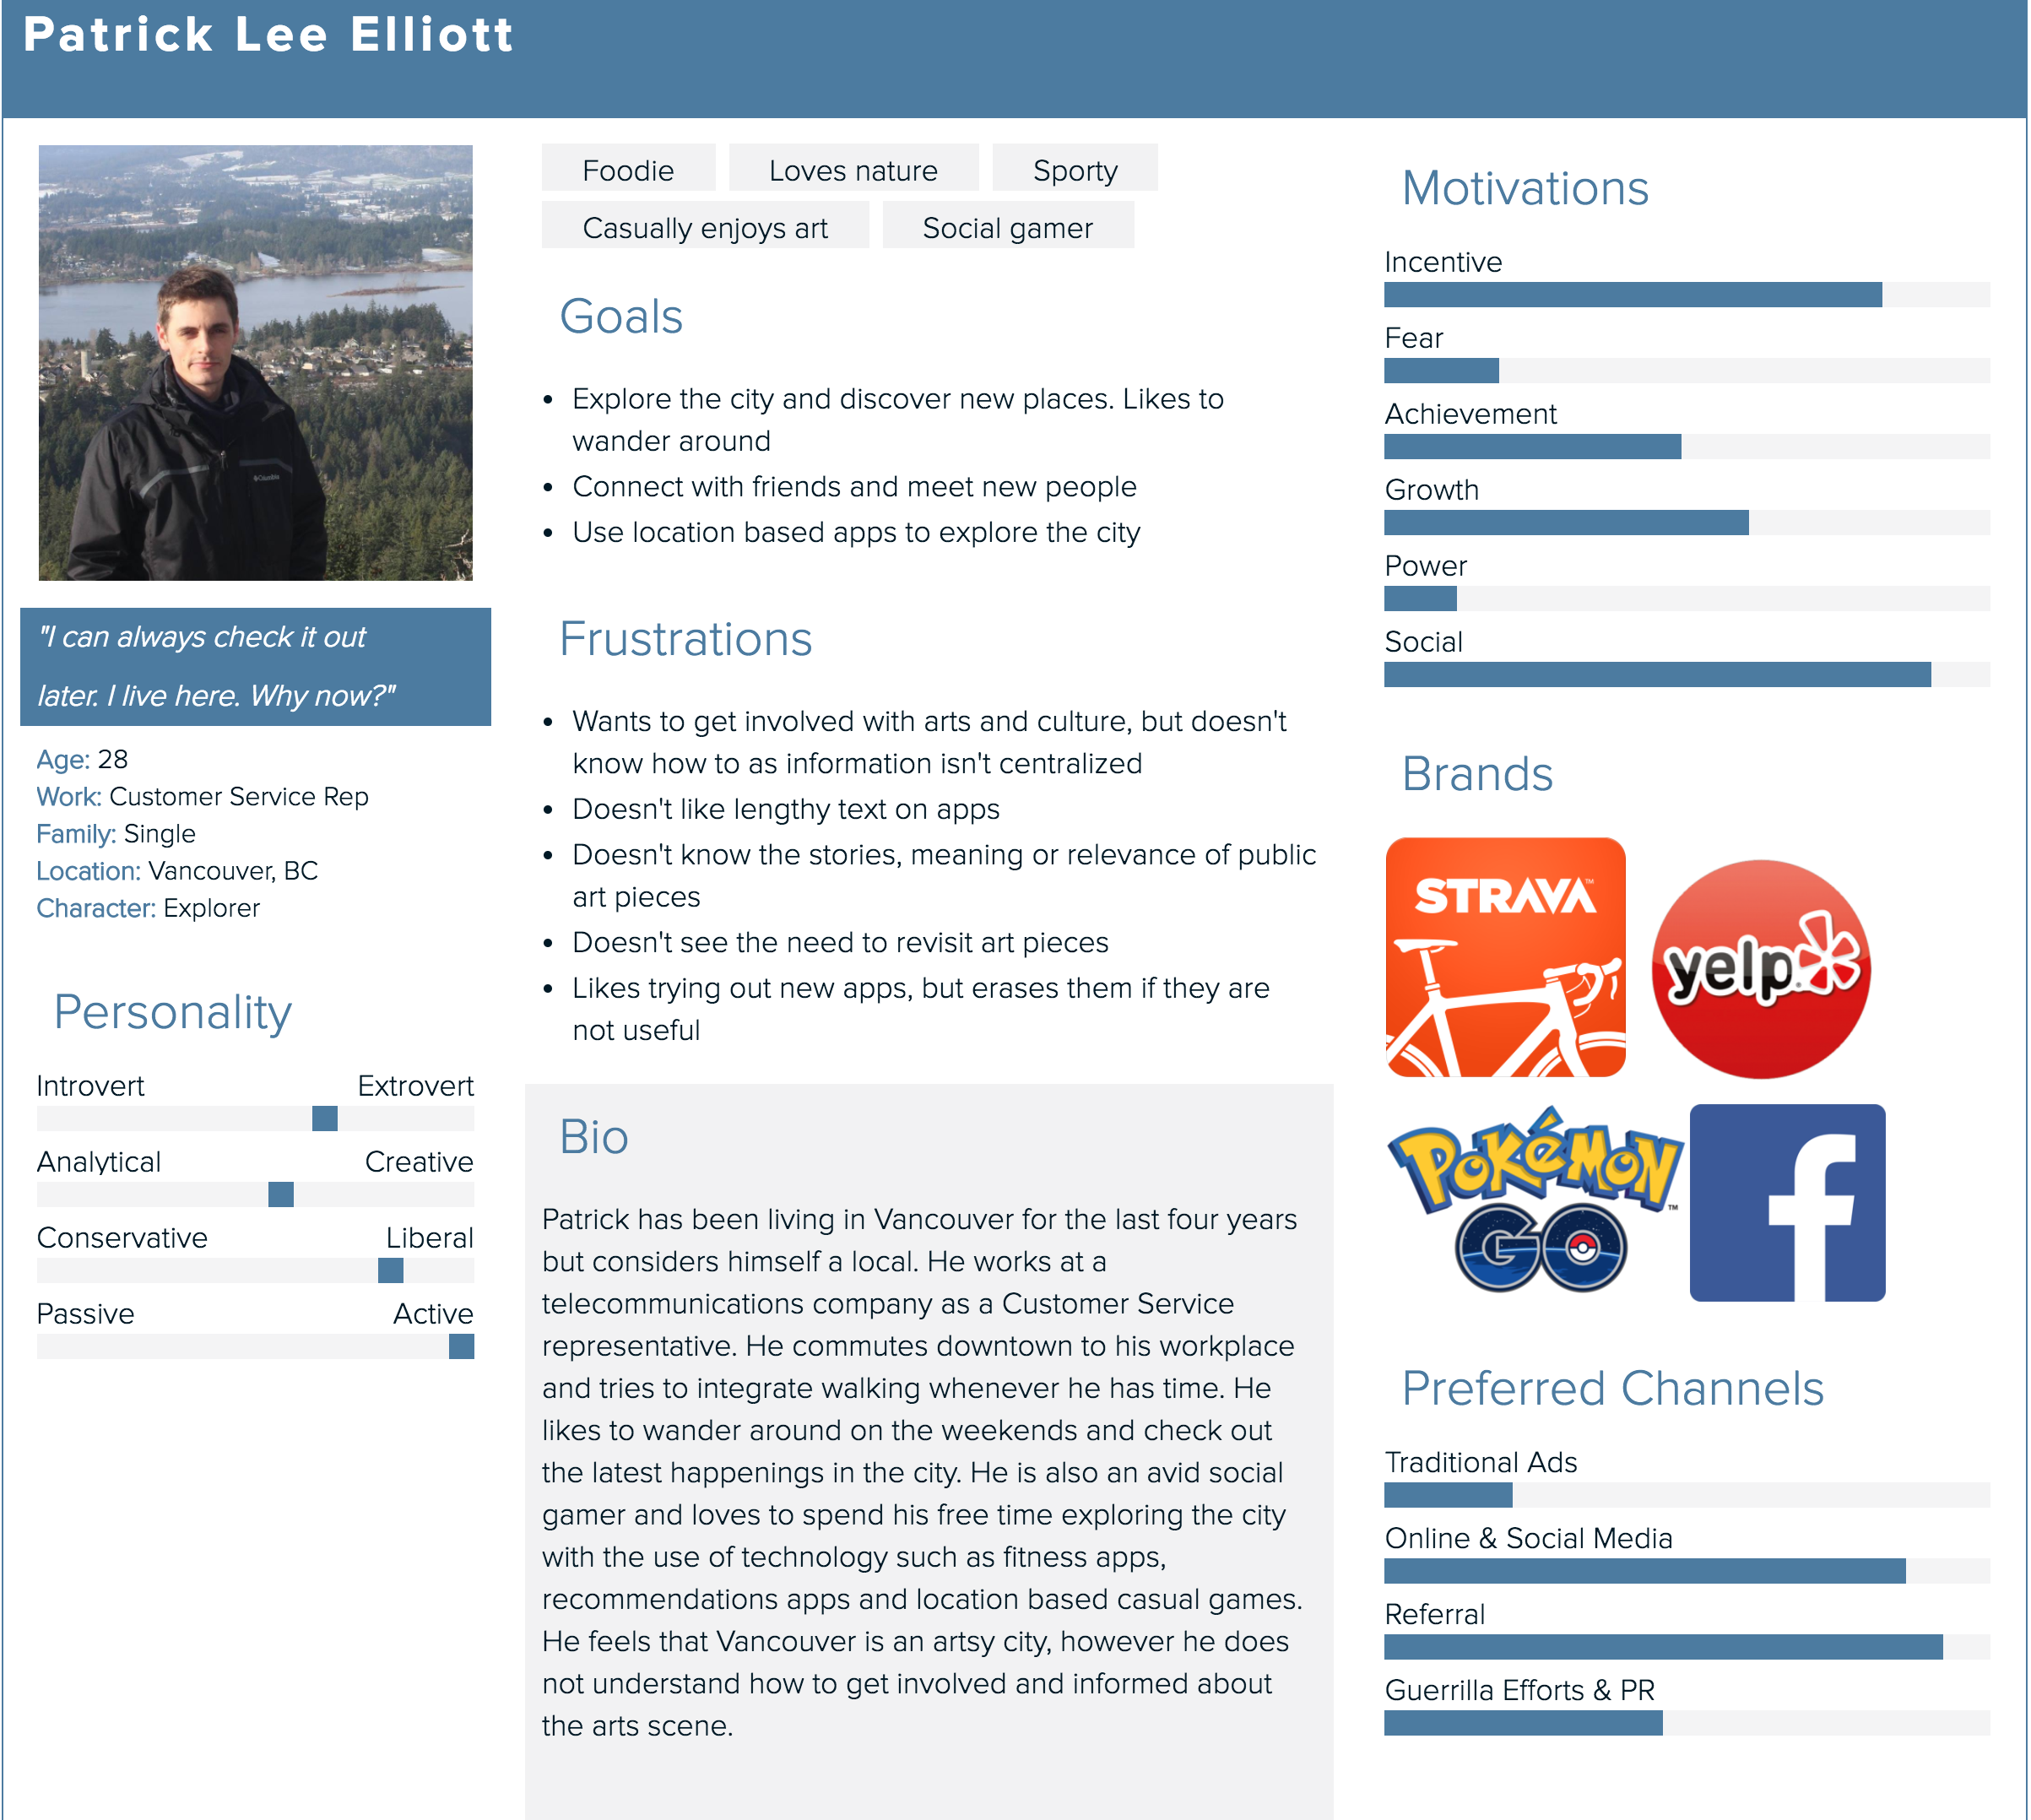 Patrick Lee Elliott
Columbia
"I can always check it out
later. I live here. Why now?"
Age: 28
Work: Customer Service Rep
Family: Single
Location: Vancouver, BC
Character: Explorer
Personality
Introvert Extrovert
Analytical Creative
Conservative Liberal
Passive Active
Foodie Loves nature Sporty
Casually enjoys art Social gamer
Goals
• Explore the city and discover new places. Likes to
wander around
• Connect with friends and meet new people
• Use location based apps to explore the city
Frustrations
• Wants to get involved with arts and culture, but doesn't
know how to as information isn't centralized
• Doesn't like lengthy text on apps
• Doesn't know the stories, meaning or relevance of public
art pieces
• Doesn't see the need to revisit art pieces
• Likes trying out new apps, but erases them if they are
not useful
Bio
Patrick has been living in Vancouver for the last four years
but considers himself a local. He works at a
telecommunications company as a Customer Service
representative. He commutes downtown to his workplace
and tries to integrate walking whenever he has time. He
likes to wander around on the weekends and check out
the latest happenings in the city. He is also an avid social
gamer and loves to spend his free time exploring the city
with the use of technology such as fitness apps,
recommendations apps and location based casual games.
He feels that Vancouver is an artsy city, however he does
not understand how to get involved and informed about
the arts scene.
Motivations
Incentive
Fear
Achievement
Growth
Power
Social
Brands
STRAVA™
yelp
POKéMON™
GO
f
Preferred Channels
Traditional Ads
Online & Social Media
Referral
Guerrilla Efforts & PR